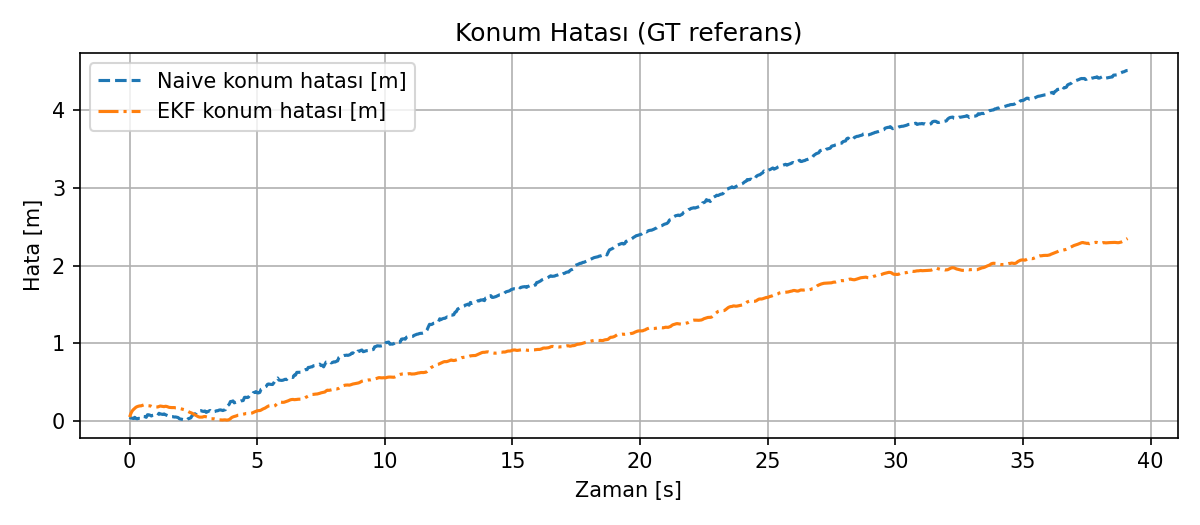 Konum Hatası (GT referans)
Naive konum hatası [m]
EKF konum hatası [m]
Hata [m]
4
3
2
1
0
0 5 10 15 20 25 30 35 40
Zaman [s]